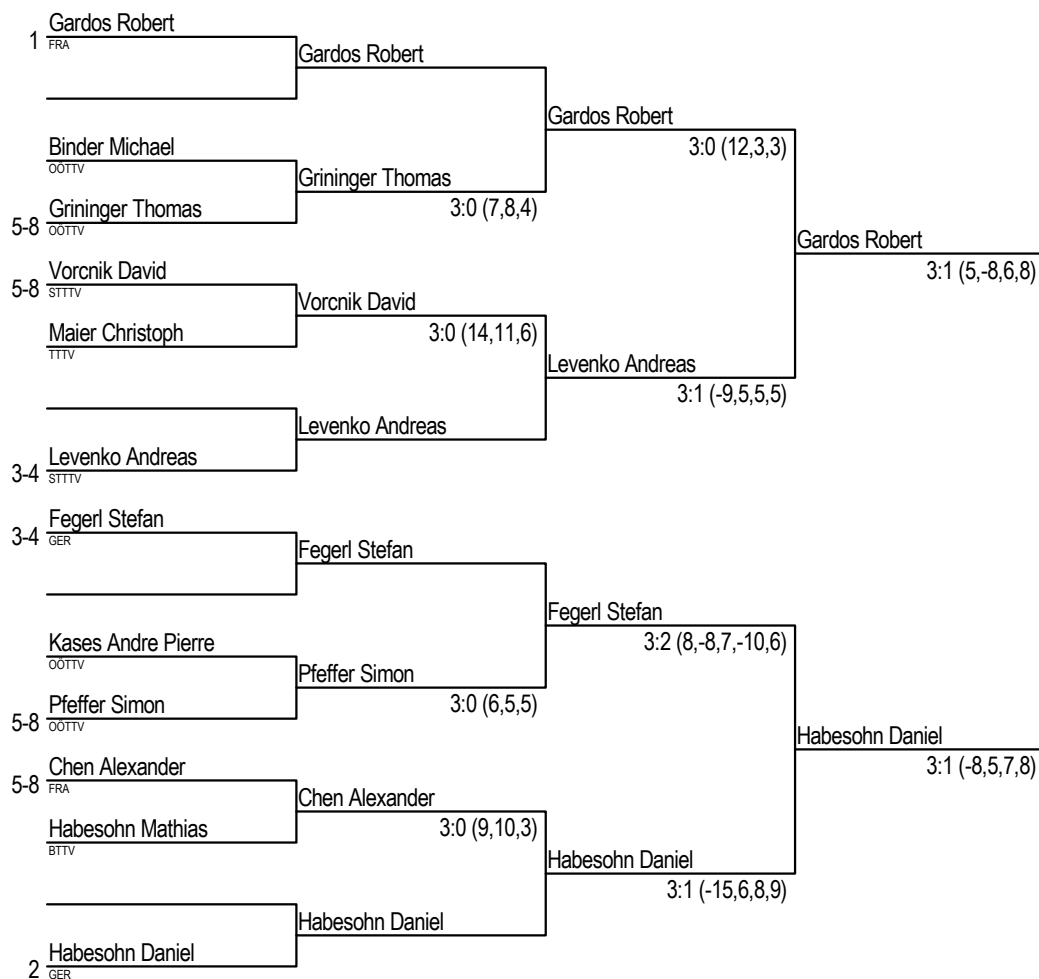 Gardos Robert
1 FRA
Gardos Robert
Gardos Robert
3:0 (12,3,3)
Binder Michael
OÖTTV
Grininger Thomas
3:0 (7,8,4)
Grininger Thomas
5-8 OÖTTV
Gardos Robert
3:1 (5,-8,6,8)
Vorcnik David
5-8 STTTV
Vorcnik David
3:0 (14,11,6)
Maier Christoph
TTTV
Levenko Andreas
3:1 (-9,5,5,5)
Levenko Andreas
Levenko Andreas
3-4 STTTV
Fegerl Stefan
3-4 GER
Fegerl Stefan
Fegerl Stefan
3:2 (8,-8,7,-10,6)
Kases Andre Pierre
OÖTTV
Pfeffer Simon
3:0 (6,5,5)
Pfeffer Simon
5-8 OÖTTV
Habesohn Daniel
3:1 (-8,5,7,8)
Chen Alexander
5-8 FRA
Chen Alexander
3:0 (9,10,3)
Habesohn Mathias
BTTV
Habesohn Daniel
3:1 (-15,6,8,9)
Habesohn Daniel
Habesohn Daniel
2 GER